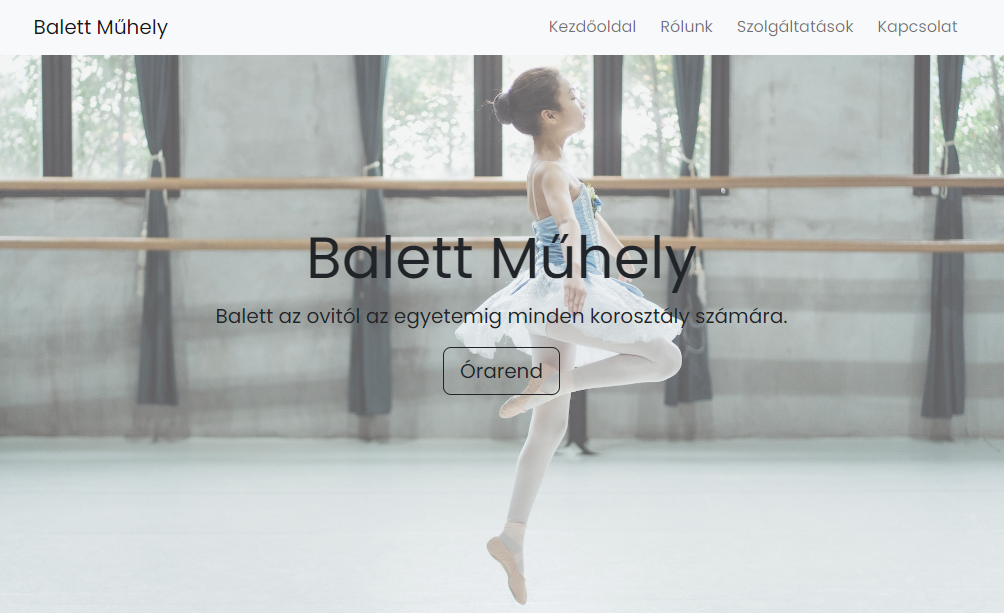 Balett Műhely
Kezdőoldal Rólunk Szolgáltatások Kapcsolat
Balett Műhely
Balett az ovitól az egyetemig minden korosztály számára.
Órarend